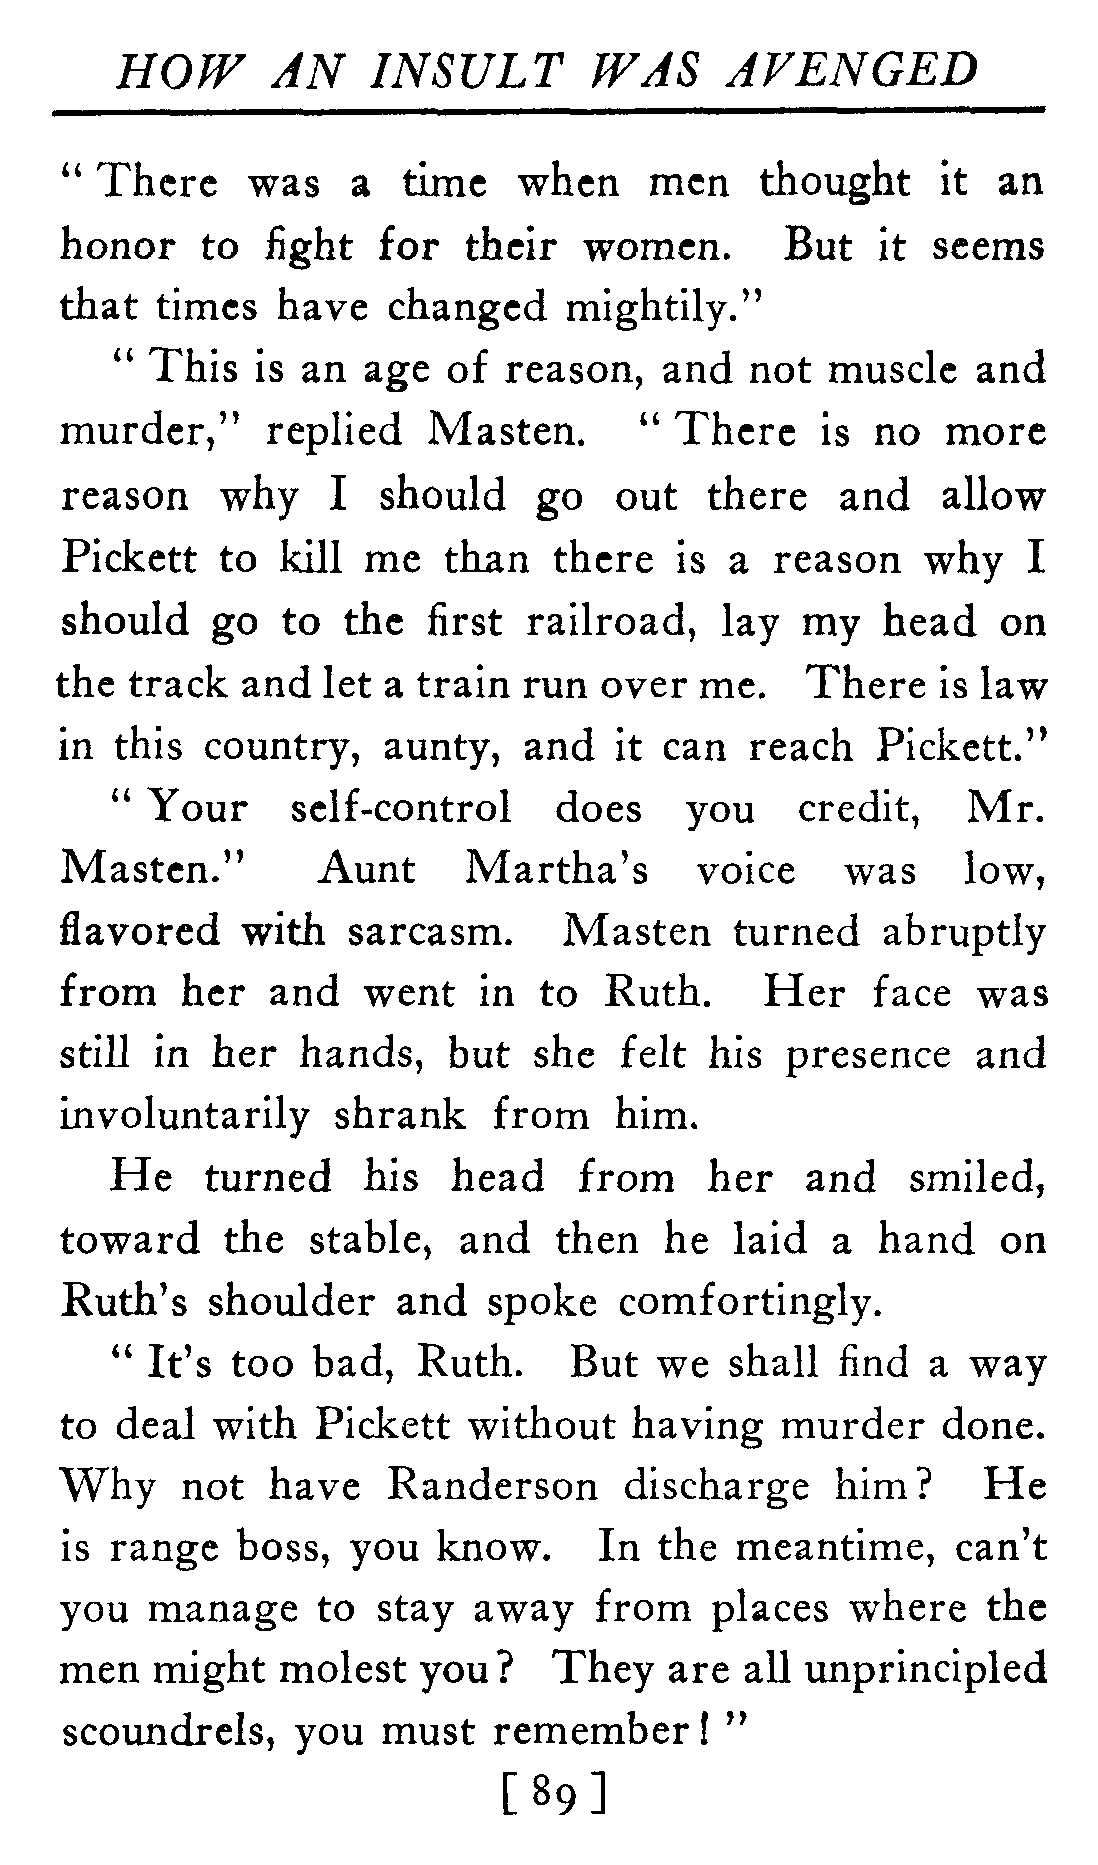 HOW AN INSULT WAS AVENGED
“ There was a time when men thought it an
honor to fight for their women. But it seems
that times have changed mightily.”
“ This is an age of reason, and not muscle and
murder,” replied Masten. “ There is no more
reason why I should go out there and allow
Pickett to kill me than there is a reason why I
should go to the first railroad, lay my head on
the track and let a train run over me. There is law
in this country, aunty, and it can reach Pickett.”
“ Your self-control does you credit, Mr.
Masten.” Aunt Martha’s voice was low,
flavored with sarcasm. Masten turned abruptly
from her and went in to Ruth. Her face was
still in her hands, but she felt his presence and
involuntarily shrank from him.
He turned his head from her and smiled,
toward the stable, and then he laid a hand on
Ruth’s shoulder and spoke comfortingly.
“ It’s too bad, Ruth. But we shall find a way
to deal with Pickett without having murder done.
Why not have Randerson discharge him? He
is range boss, you know. In the meantime, can’t
you manage to stay away from places where the
men might molest you? They are all unprincipled
scoundrels, you must remember! ”
[ 89 ]